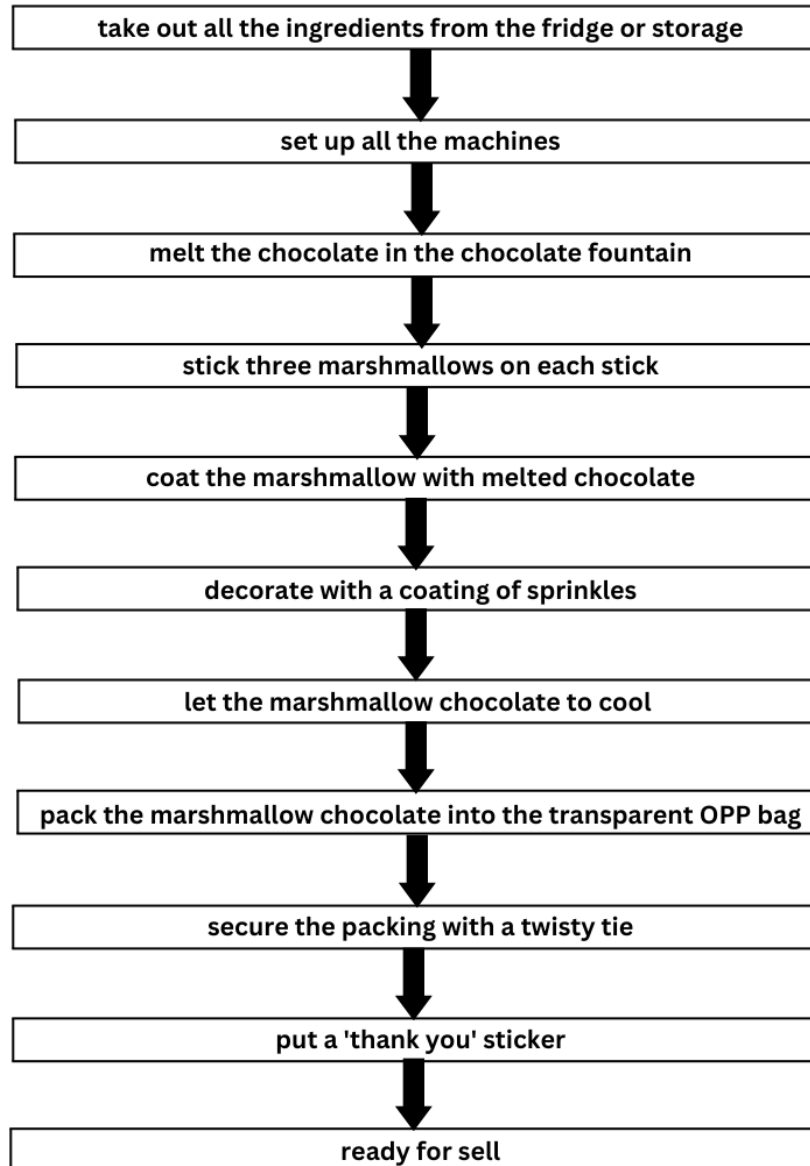 take out all the ingredients from the fridge or storage
set up all the machines
melt the chocolate in the chocolate fountain
stick three marshmallows on each stick
coat the marshmallow with melted chocolate
decorate with a coating of sprinkles
let the marshmallow chocolate to cool
pack the marshmallow chocolate into the transparent OPP bag
secure the packing with a twisty tie
put a 'thank you' sticker
ready for sell